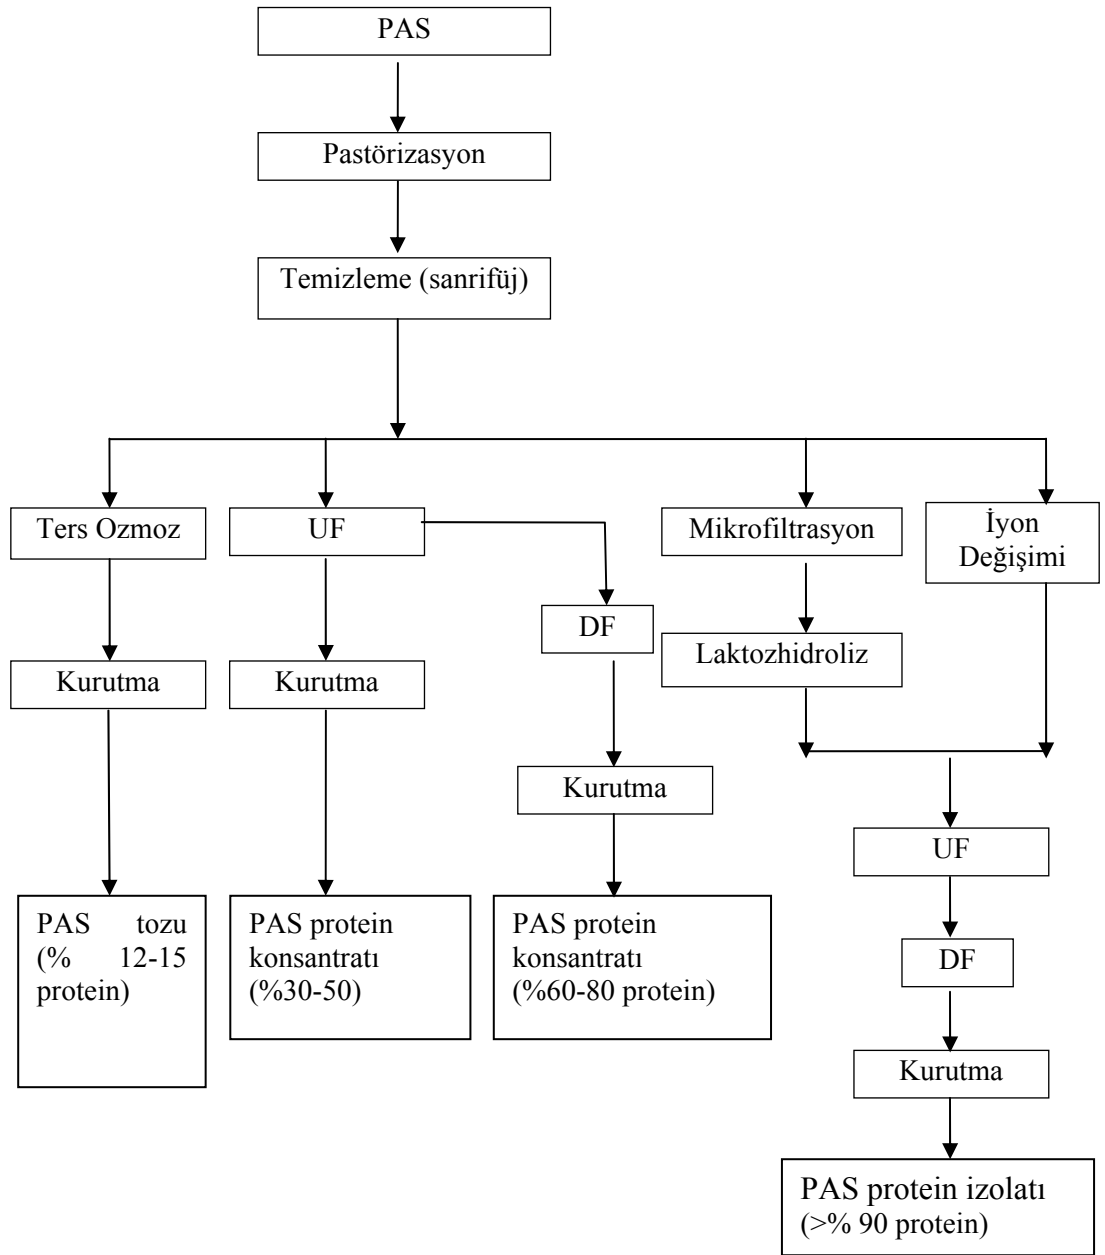 PAS
Pastörizasyon
Temizleme (sanrifüj)
Ters Ozmoz
UF
Mikrofiltrasyon
İyon
Değişimi
DF
Laktozhidroliz
Kurutma
Kurutma
Kurutma
UF
PAS tozu
(% 12-15
protein)
PAS protein
konsantratı
(%30-50)
PAS protein
konsantratı
(%60-80 protein)
DF
Kurutma
PAS protein izolatı
(>% 90 protein)